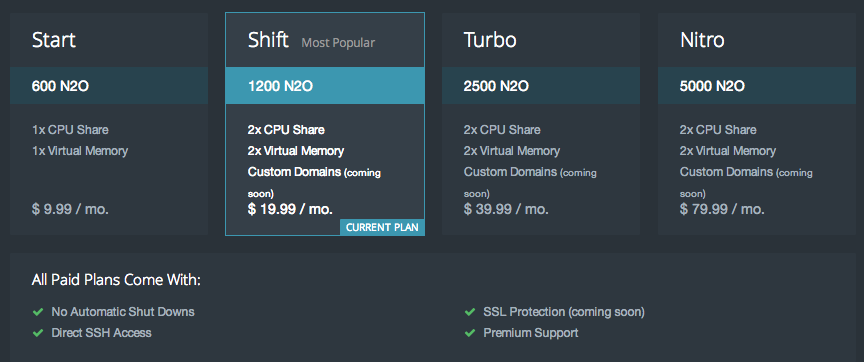 Start
600 N2O
1x CPU Share
1x Virtual Memory
$ 9.99 / mo.
Shift Most Popular
1200 N2O
2x CPU Share
2x Virtual Memory
Custom Domains (coming
soon)
$ 19.99 / mo.
CURRENT PLAN
Turbo
2500 N2O
2x CPU Share
2x Virtual Memory
Custom Domains (coming
soon)
$ 39.99 / mo.
Nitro
5000 N2O
2x CPU Share
2x Virtual Memory
Custom Domains (coming
soon)
$ 79.99 / mo.
All Paid Plans Come With:
No Automatic Shut Downs
Direct SSH Access
SSL Protection (coming soon)
Premium Support